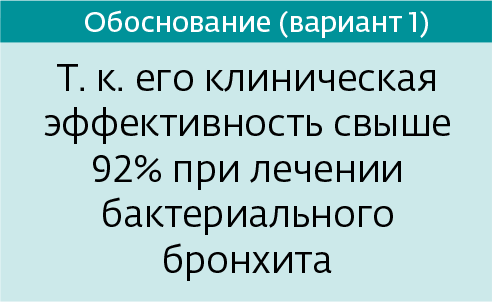 Обоснование (вариант 1)
Т. к. его клиническая
эффективность свыше
92% при лечении
бактериального
бронхита